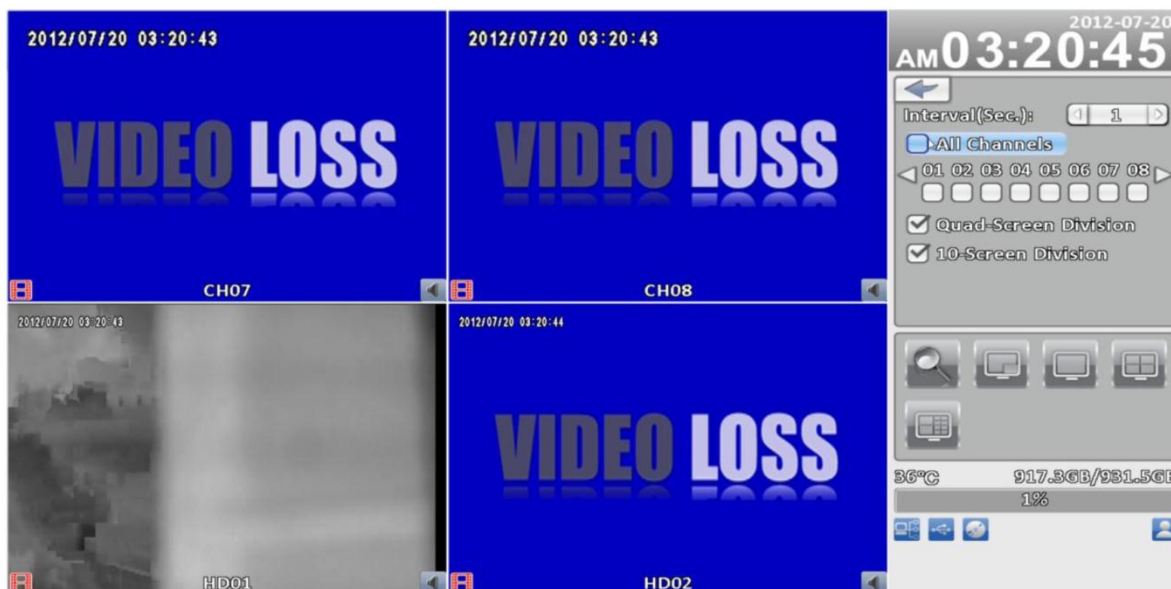 2012/07/20 03:20:43
VIDEO LOSS
CH07
2012/07/20 03:20:43
VIDEO LOSS
CH08
2012/07/20 03:20:43
HD01
2012/07/20 03:20:44
VIDEO LOSS
HD02
2012-07-20
AM 03:20:45
Interval(Sec.): 1
All Channels
01 02 03 04 05 06 07 08
Quad-Screen Division
10-Screen Division
36°C 917.3GB/931.5GB
1%